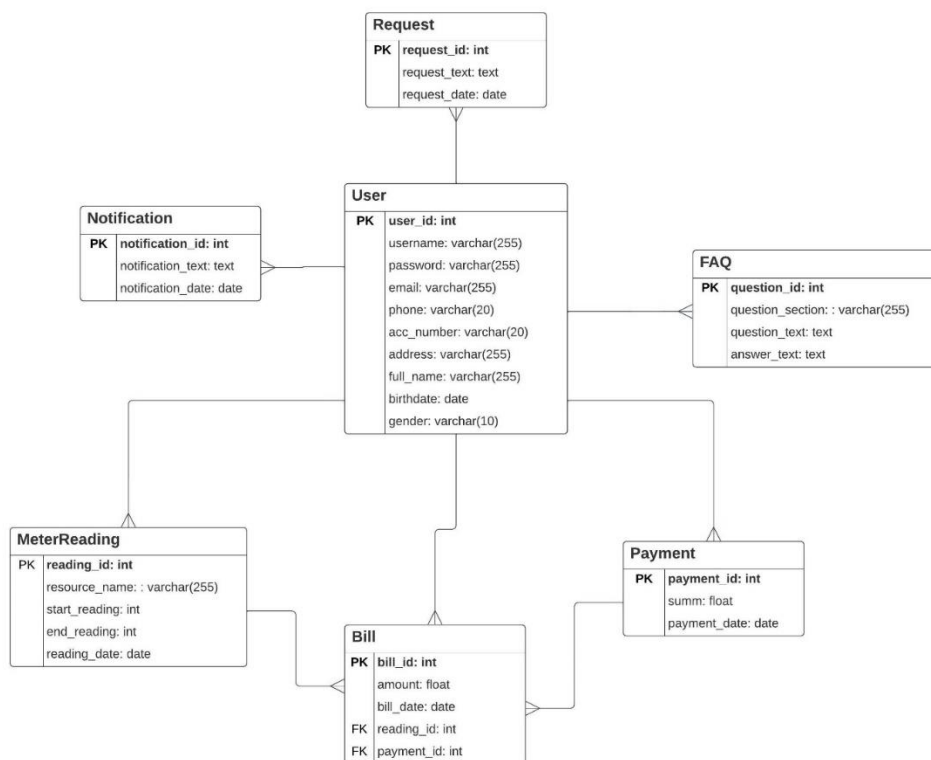 Request
PK request_id: int
request_text: text
request_date: date
User
PK user_id: int
username: varchar(255)
password: varchar(255)
email: varchar(255)
phone: varchar(20)
acc_number: varchar(20)
address: varchar(255)
full_name: varchar(255)
birthdate: date
gender: varchar(10)
Notification
PK notification_id: int
notification_text: text
notification_date: date
FAQ
PK question_id: int
question_section: : varchar(255)
question_text: text
answer_text: text
MeterReading
PK reading_id: int
resource_name: : varchar(255)
start_reading: int
end_reading: int
reading_date: date
Payment
PK payment_id: int
summ: float
payment_date: date
Bill
PK bill_id: int
amount: float
bill_date: date
FK reading_id: int
FK payment_id: int